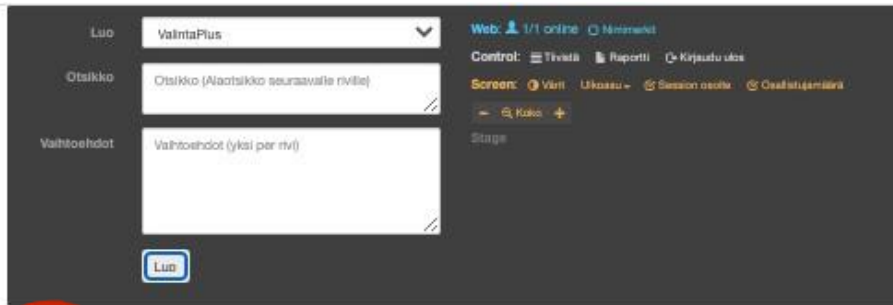 Luo
ValintaPlus
Otsikko
Otsikko (Alaotsikko seuraavalle riville)
Vaihtoehdot
Vaihtoehdot (yksi per rivi)
Luo
Web: 1/1 online Nimimerkit
Control: Tiivistä Raportti Kirjaudu ulos
Screen: Värit Ulkoasu Session osoite Osallistujamäärä
− Koko +
Stage